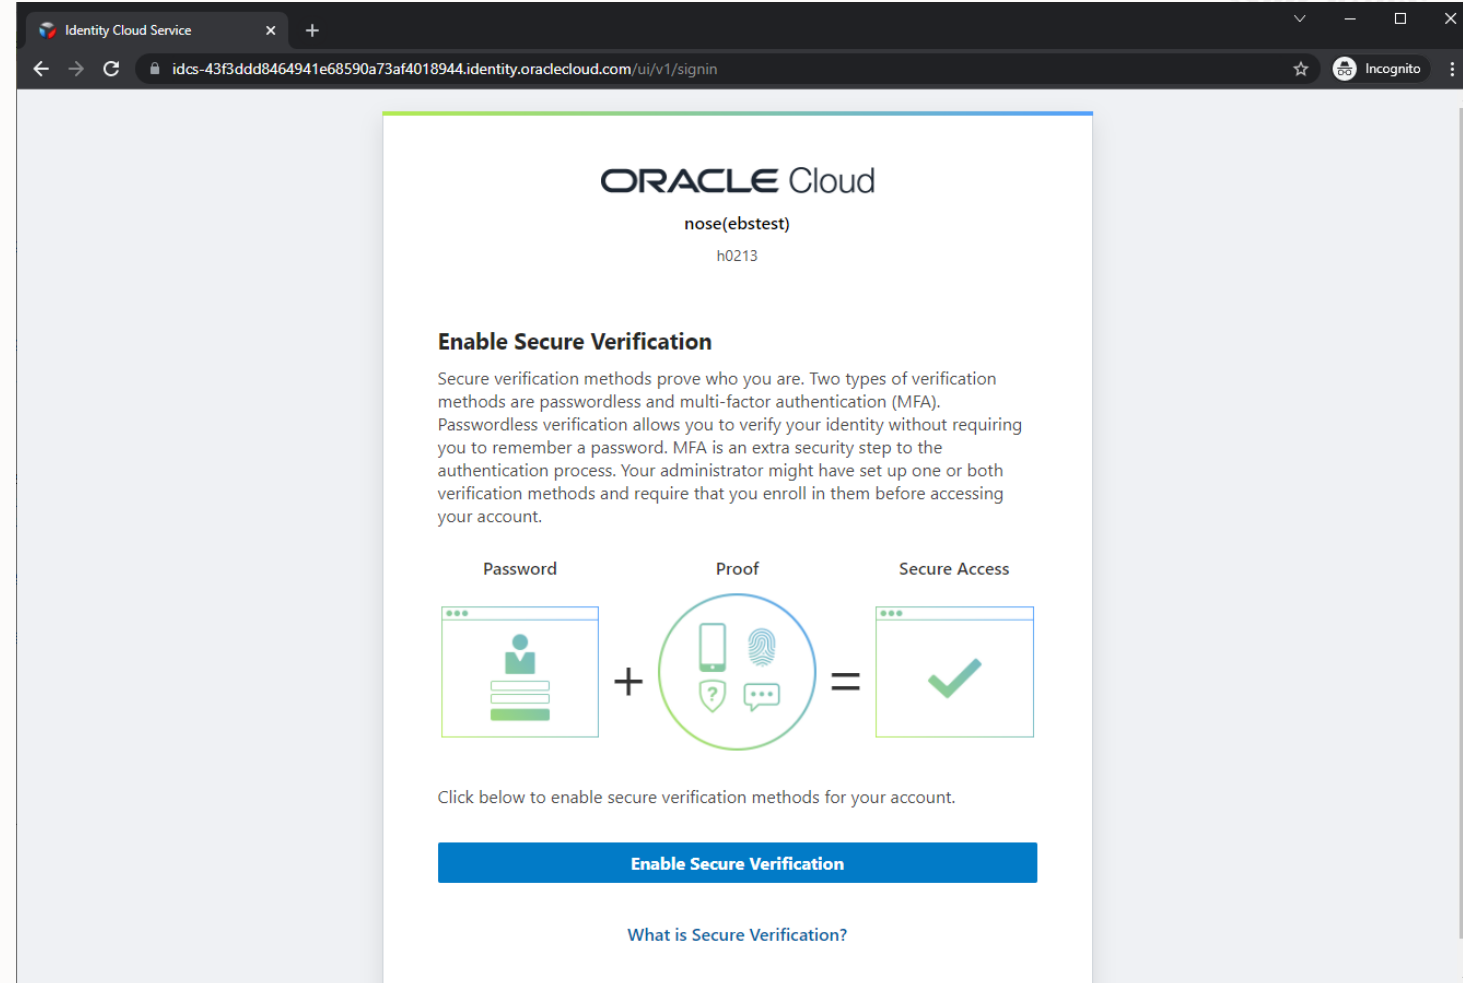 Identity Cloud Service
idcs-43f3ddd8464941e68590a73af4018944.identity.oraclecloud.com/ui/v1/signin
Incognito
ORACLE Cloud
nose(ebstest)
h0213
Enable Secure Verification
Secure verification methods prove who you are. Two types of verification
methods are passwordless and multi-factor authentication (MFA).
Passwordless verification allows you to verify your identity without requiring
you to remember a password. MFA is an extra security step to the
authentication process. Your administrator might have set up one or both
verification methods and require that you enroll in them before accessing
your account.
Password Proof Secure Access
+ ? =
Click below to enable secure verification methods for your account.
Enable Secure Verification
What is Secure Verification?